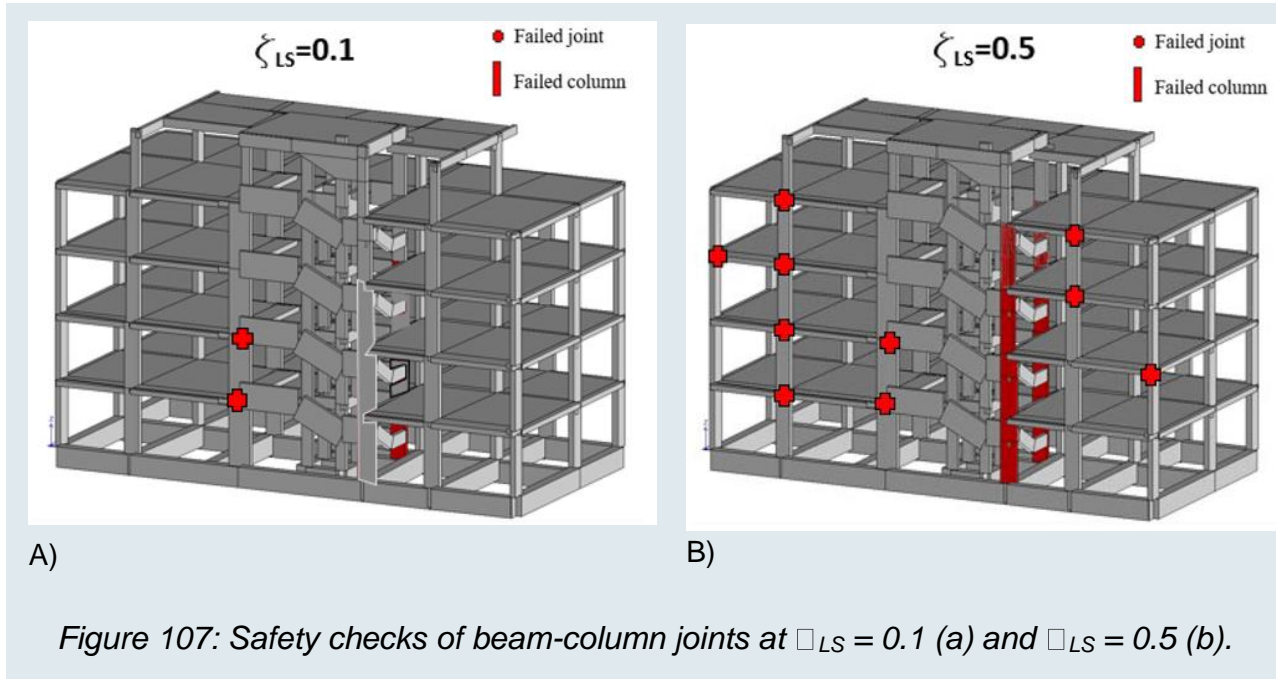 ζLS=0.1
Failed joint
Failed column
ζLS=0.5
Failed joint
Failed column
A)
B)
Figure 107: Safety checks of beam-column joints at □LS = 0.1 (a) and □LS = 0.5 (b).